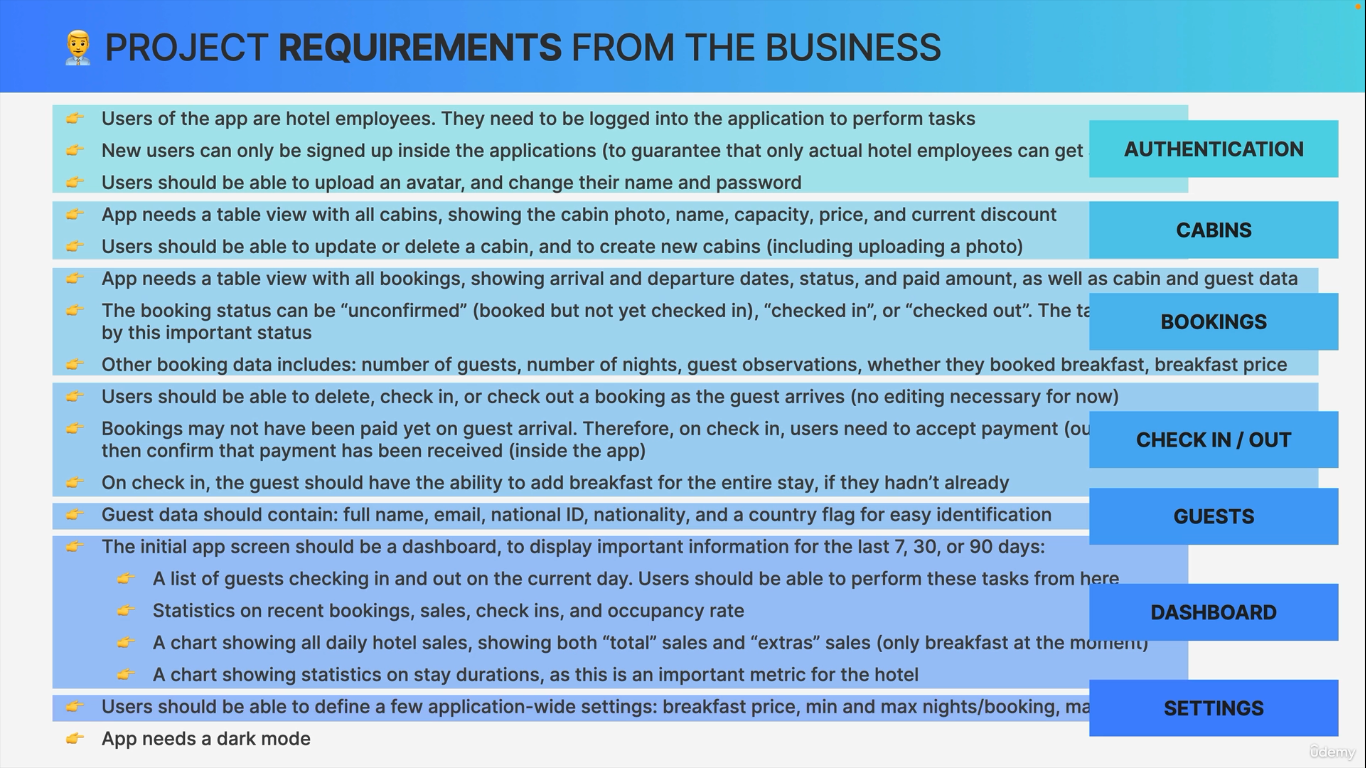 PROJECT REQUIREMENTS FROM THE BUSINESS
Users of the app are hotel employees. They need to be logged into the application to perform tasks
New users can only be signed up inside the applications (to guarantee that only actual hotel employees can get
Users should be able to upload an avatar, and change their name and password
AUTHENTICATION
App needs a table view with all cabins, showing the cabin photo, name, capacity, price, and current discount
Users should be able to update or delete a cabin, and to create new cabins (including uploading a photo)
CABINS
App needs a table view with all bookings, showing arrival and departure dates, status, and paid amount, as well as cabin and guest data
The booking status can be “unconfirmed” (booked but not yet checked in), “checked in”, or “checked out”. The
by this important status
Other booking data includes: number of guests, number of nights, guest observations, whether they booked breakfast, breakfast price
BOOKINGS
Users should be able to delete, check in, or check out a booking as the guest arrives (no editing necessary for now)
Bookings may not have been paid yet on guest arrival. Therefore, on check in, users need to accept payment
then confirm that payment has been received (inside the app)
On check in, the guest should have the ability to add breakfast for the entire stay, if they hadn’t already
CHECK IN / OUT
Guest data should contain: full name, email, national ID, nationality, and a country flag for easy identification
GUESTS
The initial app screen should be a dashboard, to display important information for the last 7, 30, or 90 days:
A list of guests checking in and out on the current day. Users should be able to perform these tasks from here
Statistics on recent bookings, sales, check ins, and occupancy rate
A chart showing all daily hotel sales, showing both “total” sales and “extras” sales (only breakfast at the moment)
A chart showing statistics on stay durations, as this is an important metric for the hotel
DASHBOARD
Users should be able to define a few application-wide settings: breakfast price, min and max nights/booking,
SETTINGS
App needs a dark mode
ûdemy